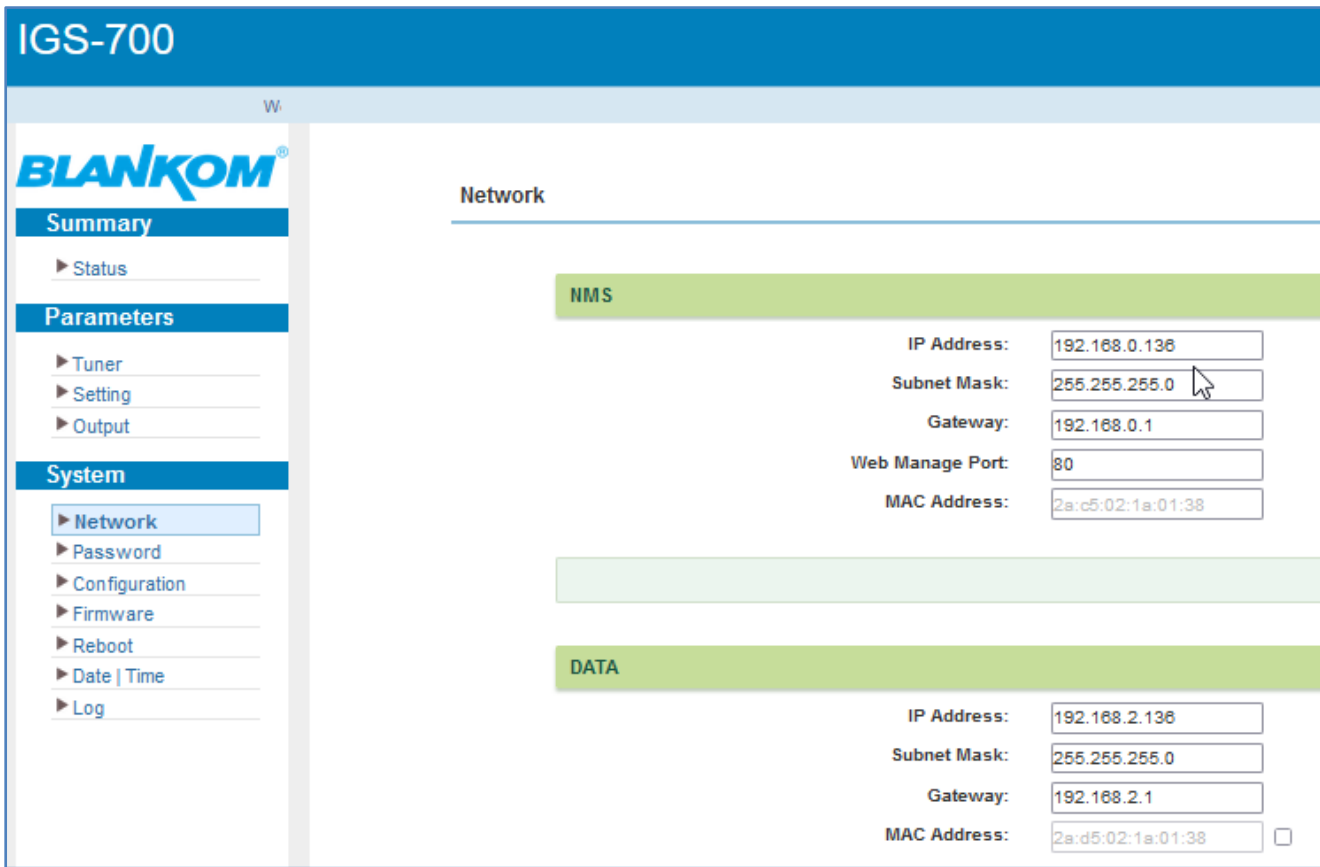 IGS-700
BLANKOM®
Summary
Status
Parameters
Tuner
Setting
Output
System
Network
Password
Configuration
Firmware
Reboot
Date | Time
Log
Network
NMS
IP Address: 192.168.0.136
Subnet Mask: 255.255.255.0
Gateway: 192.168.0.1
Web Manage Port: 80
MAC Address: 2a:c5:02:1a:01:38
DATA
IP Address: 192.168.2.136
Subnet Mask: 255.255.255.0
Gateway: 192.168.2.1
MAC Address: 2a:d5:02:1a:01:38